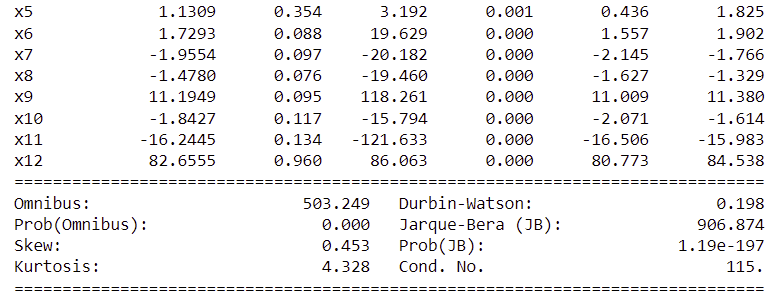 x5 1.1309 0.354 3.192 0.001 0.436 1.825
x6 1.7293 0.088 19.629 0.000 1.557 1.902
x7 -1.9554 0.097 -20.182 0.000 -2.145 -1.766
x8 -1.4780 0.076 -19.460 0.000 -1.627 -1.329
x9 11.1949 0.095 118.261 0.000 11.009 11.380
x10 -1.8427 0.117 -15.794 0.000 -2.071 -1.614
x11 -16.2445 0.134 -121.633 0.000 -16.506 -15.983
x12 82.6555 0.960 86.063 0.000 80.773 84.538
==============================================================================
Omnibus: 503.249 Durbin-Watson: 0.198
Prob(Omnibus): 0.000 Jarque-Bera (JB): 906.874
Skew: 0.453 Prob(JB): 1.19e-197
Kurtosis: 4.328 Cond. No. 115.
==============================================================================